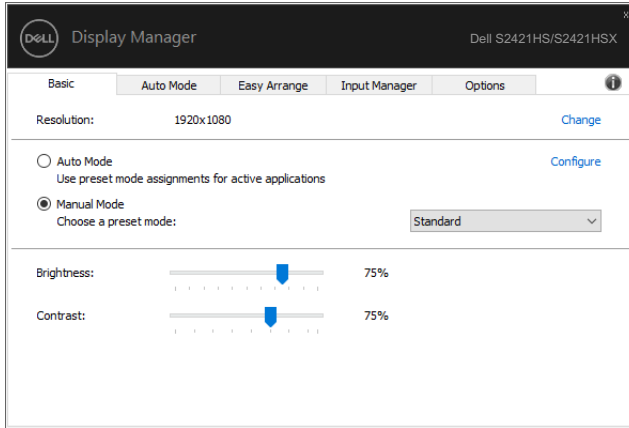 x
DELL Display Manager Dell S2421HS/S2421HSX
Basic Auto Mode Easy Arrange Input Manager Options i
Resolution: 1920x1080 Change
Auto Mode Configure
Use preset mode assignments for active applications
Manual Mode
Choose a preset mode: Standard
Brightness: 75%
Contrast: 75%